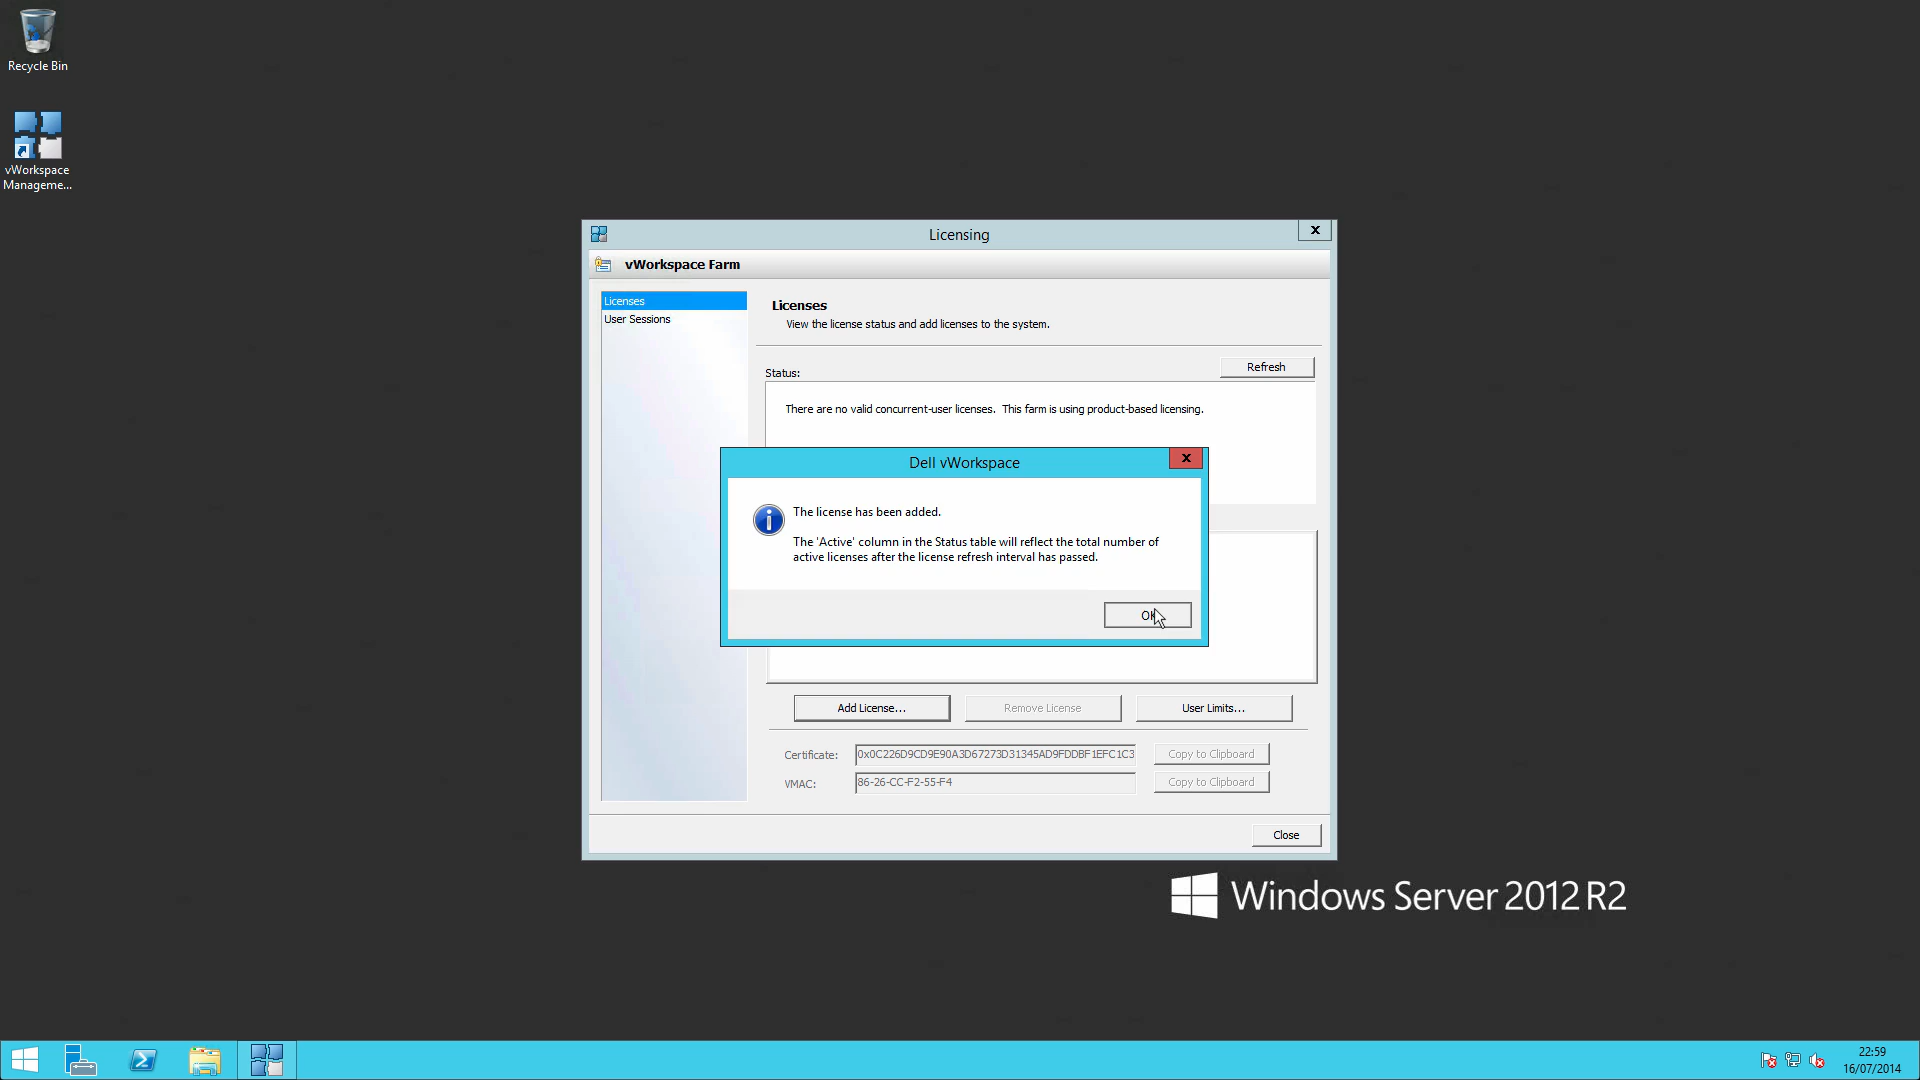 Recycle Bin
vWorkspace
Manageme...
Licensing
vWorkspace Farm
Licenses
User Sessions
Licenses
View the license status and add licenses to the system.
Refresh
Status:
There are no valid concurrent-user licenses. This farm is using product-based licensing.
Dell vWorkspace
The license has been added.
The 'Active' column in the Status table will reflect the total number of
active licenses after the license refresh interval has passed.
OK
Add License...
Remove License
User Limits...
Certificate:
0x0C226D9CD9E90A3D67273D31345AD9FDDBF1EFC1C3
Copy to Clipboard
VMAC:
86-26-CC-F2-55-F4
Copy to Clipboard
Close
Windows Server 2012 R2
22:59
16/07/2014